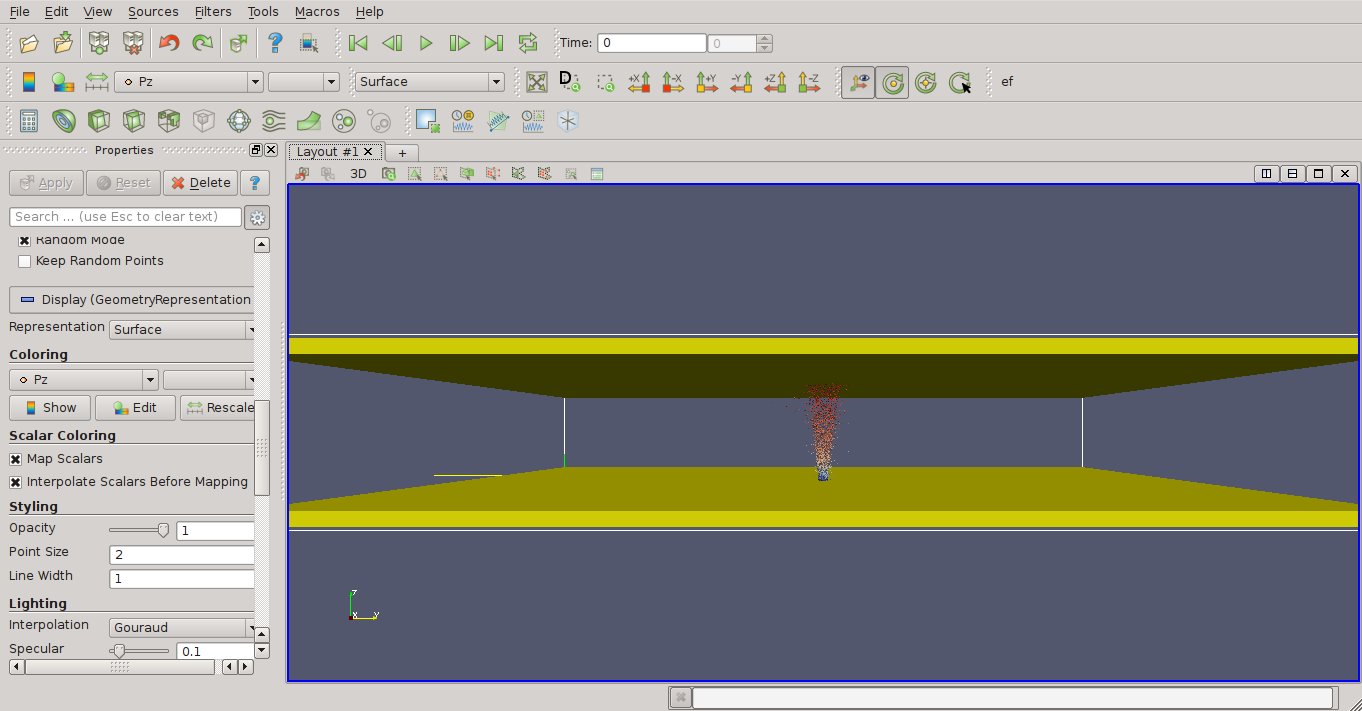 File Edit View Sources Filters Tools Macros Help
Time: 0 0
Pz Surface D +X -X +Y -Y +Z -Z ef
Properties
Layout #1 +
3D
Apply Reset Delete ?
Search ... (use Esc to clear text)
Random Mode
Keep Random Points
Display (GeometryRepresentation
Representation Surface
Coloring
Pz
Show Edit Rescale
Scalar Coloring
Map Scalars
Interpolate Scalars Before Mapping
Styling
Opacity 1
Point Size 2
Line Width 1
Lighting
Interpolation Gouraud
Specular 0.1
Z
X Y